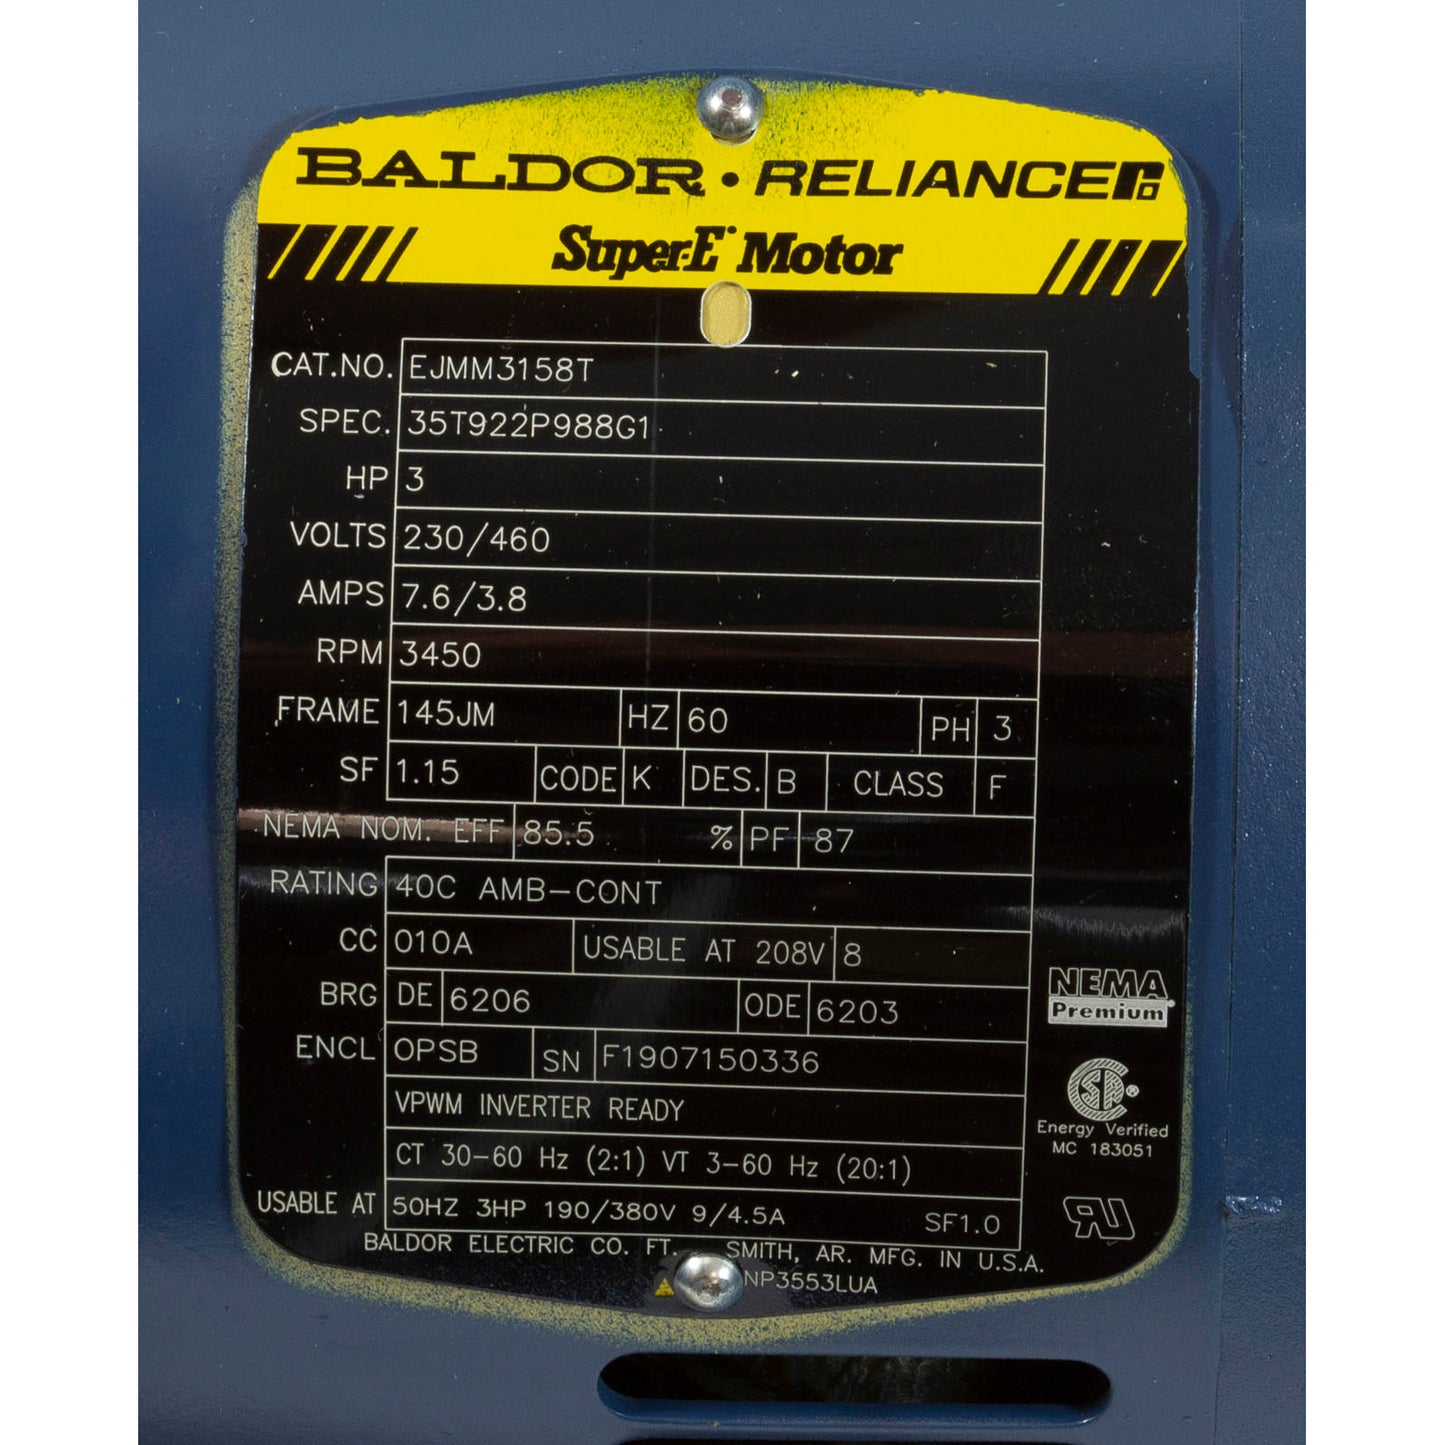 BALDOR • RELIANCE
Super-E Motor
CAT.NO. EJMM3158T
SPEC. 35T922P988G1
HP 3
VOLTS 230/460
AMPS 7.6/3.8
RPM 3450
FRAME 145JM HZ 60 PH 3
SF 1.15 CODE K DES. B CLASS F
NEMA NOM. EFF 85.5 % PF 87
RATING 40C AMB-CONT
CC 010A USABLE AT 208V 8
BRG DE 6206 ODE 6203
ENCL OPSB SN F1907150336
VPWM INVERTER READY
CT 30-60 Hz (2:1) VT 3-60 Hz (20:1)
USABLE AT 50HZ 3HP 190/380V 9/4.5A SF1.0
BALDOR ELECTRIC CO. FT. SMITH, AR. MFG. IN U.S.A.
NP3553LUA
NEMA
Premium®
®
Energy Verified
MC 183051